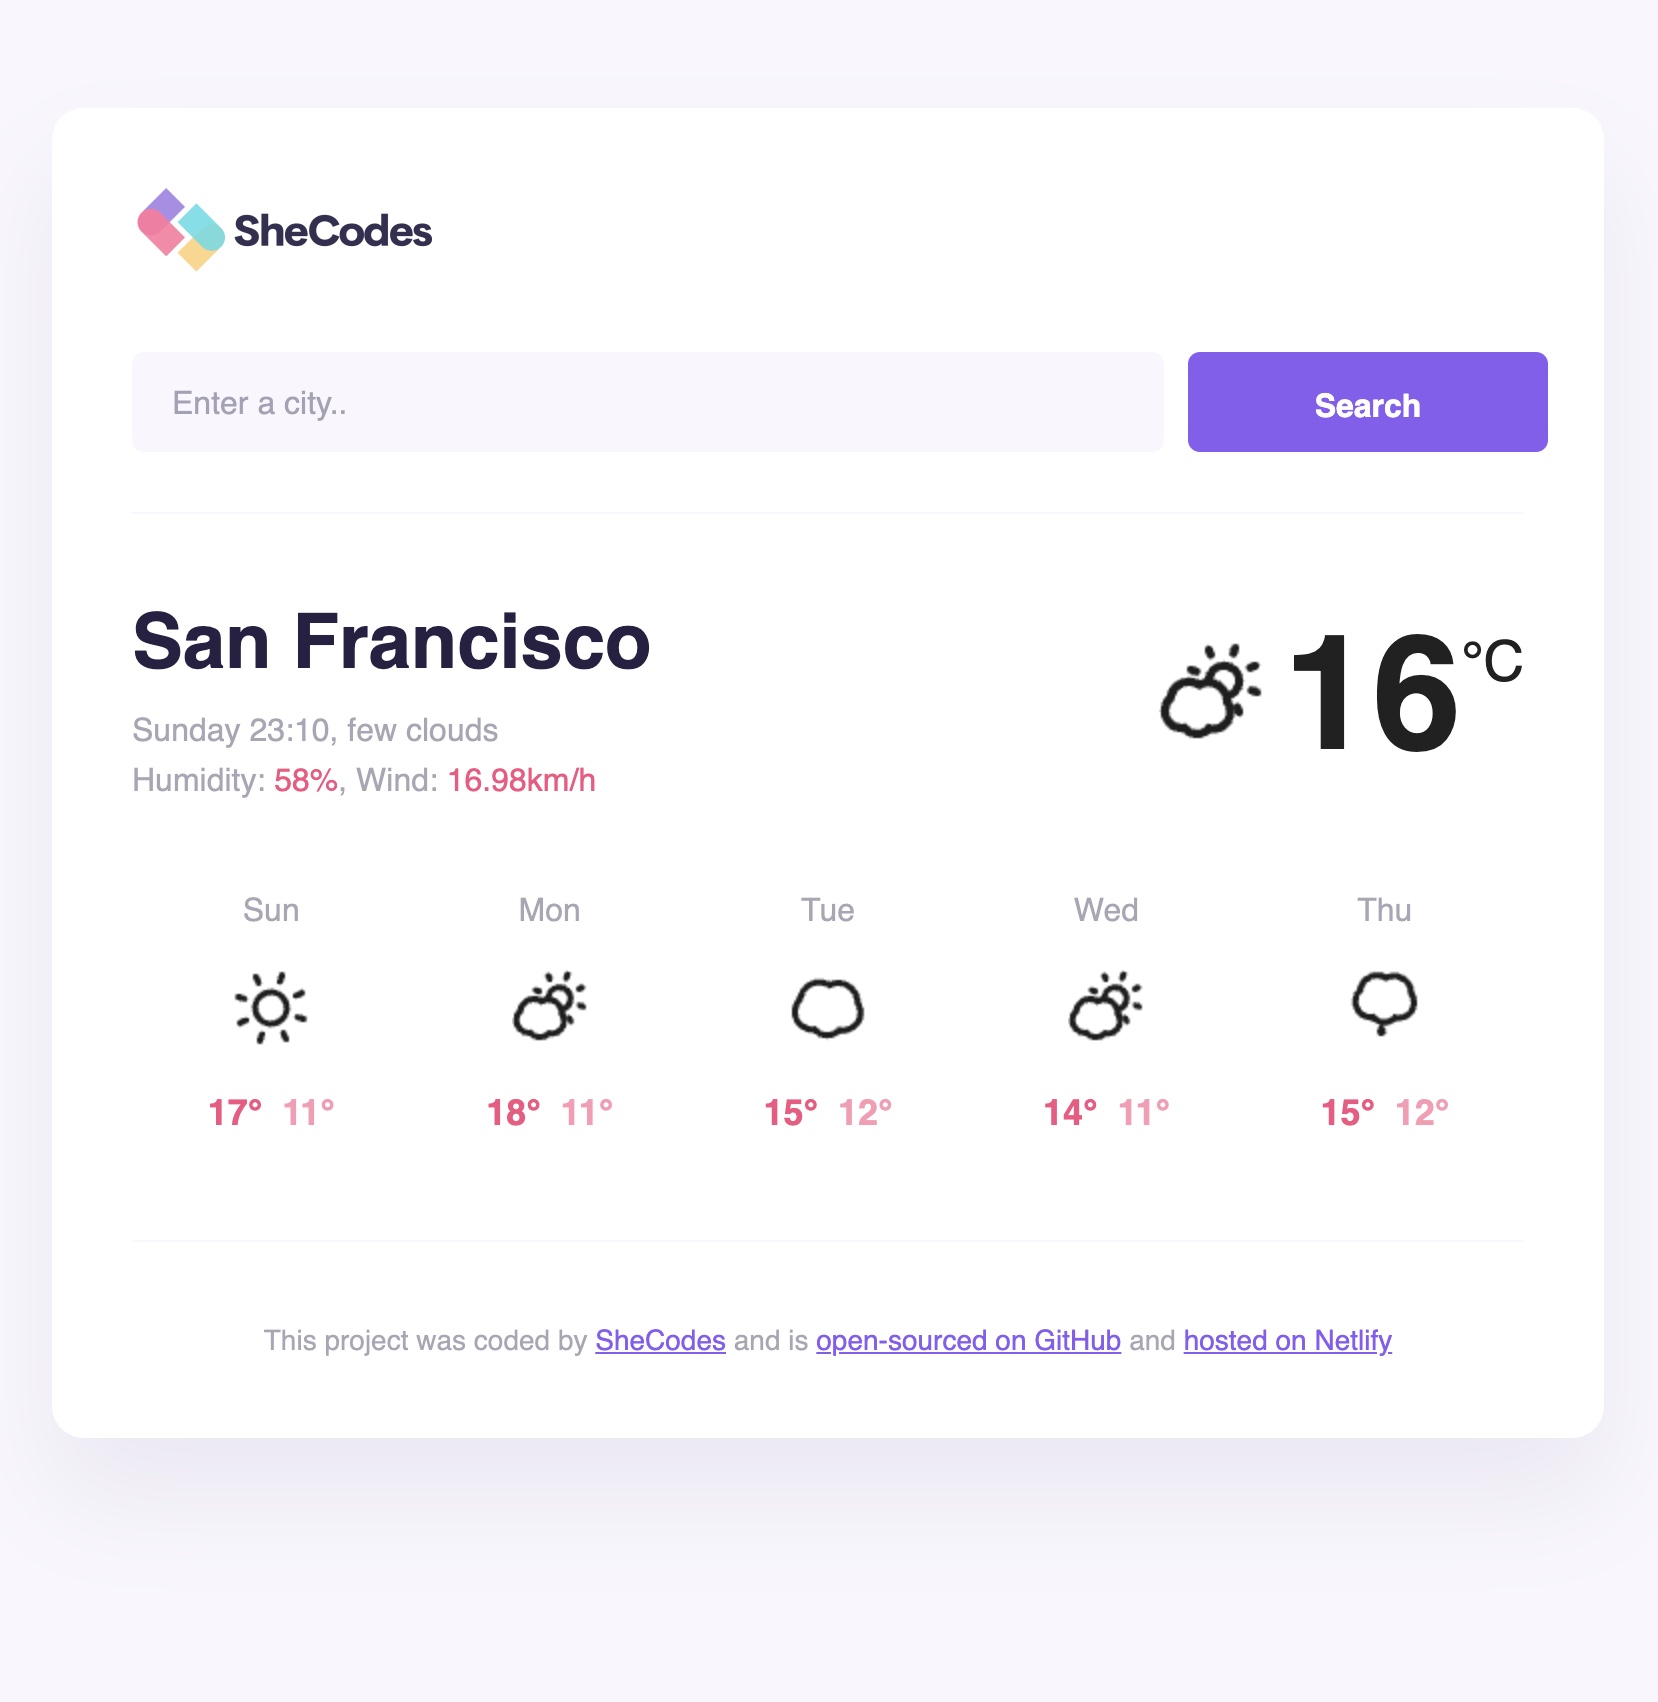 SheCodes
Enter a city..
Search
San Francisco
16 °C
Sunday 23:10, few clouds
Humidity: 58%, Wind: 16.98km/h
Sun Mon Tue Wed Thu
17° 11° 18° 11° 15° 12° 14° 11° 15° 12°
This project was coded by SheCodes and is open-sourced on GitHub and hosted on Netlify